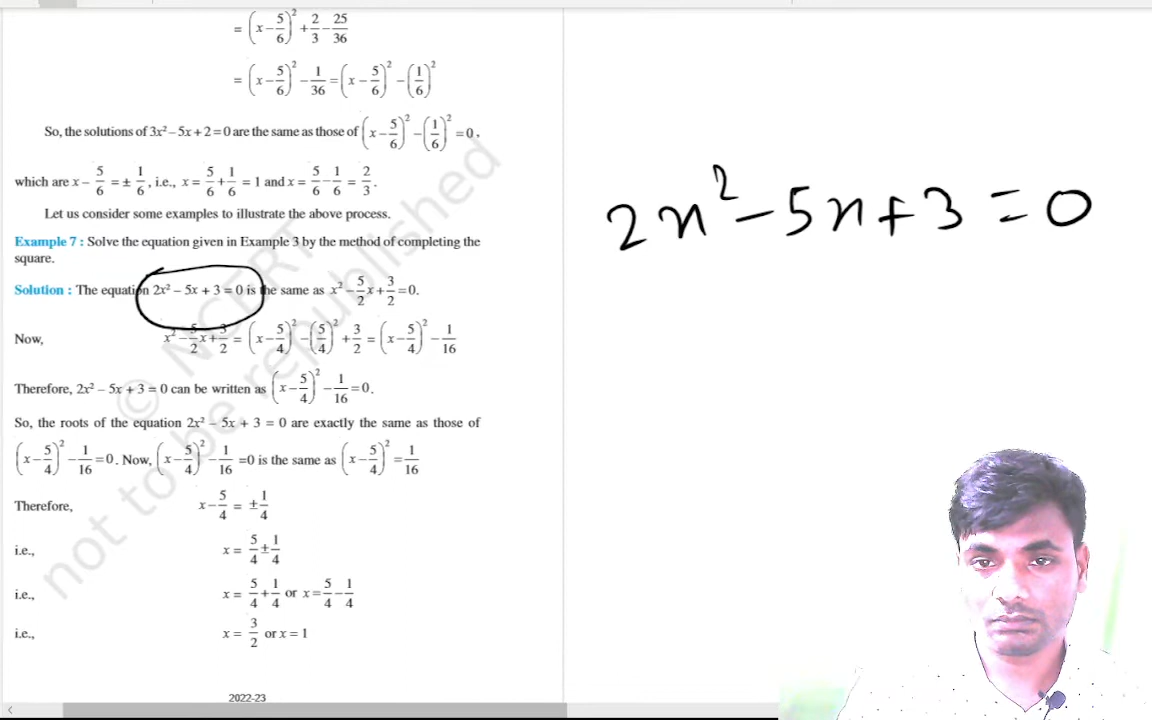 = (x − 5/6)² + 2/3 − 25/36
= (x − 5/6)² − 1/36 = (x − 5/6)² − (1/6)²
So, the solutions of 3x² – 5x + 2 = 0 are the same as those of (x − 5/6)² − (1/6)² = 0,
which are x − 5/6 = ± 1/6, i.e., x = 5/6 + 1/6 = 1 and x = 5/6 − 1/6 = 2/3.
Let us consider some examples to illustrate the above process.
Example 7 : Solve the equation given in Example 3 by the method of completing the
square.
Solution : The equation 2x² – 5x + 3 = 0 is the same as x² − 5/2 x + 3/2 = 0.
Now, x² − 5/2 x + 3/2 = (x − 5/4)² − (5/4)² + 3/2 = (x − 5/4)² − 1/16
Therefore, 2x² – 5x + 3 = 0 can be written as (x − 5/4)² − 1/16 = 0.
So, the roots of the equation 2x² – 5x + 3 = 0 are exactly the same as those of
(x − 5/4)² − 1/16 = 0. Now, (x − 5/4)² − 1/16 = 0 is the same as (x − 5/4)² = 1/16
Therefore, x − 5/4 = ± 1/4
i.e., x = 5/4 ± 1/4
i.e., x = 5/4 + 1/4 or x = 5/4 − 1/4
i.e., x = 3/2 or x = 1
2022-23
© NCERT
not to be republished
2x² − 5x + 3 = 0